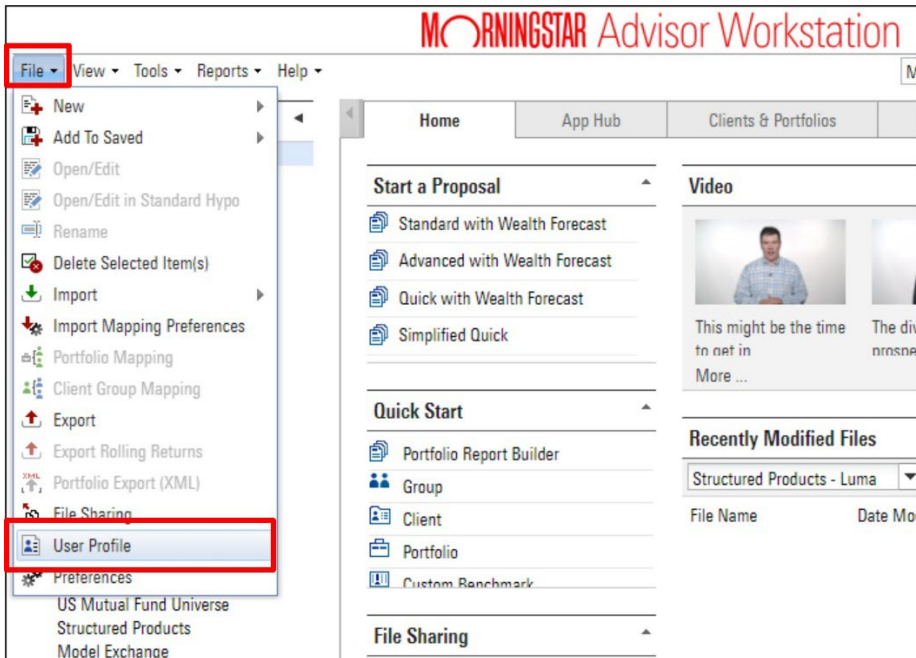 MORNINGSTAR Advisor Workstation
File View Tools Reports Help
New
Add To Saved
Open/Edit
Open/Edit in Standard Hypo
Rename
Delete Selected Item(s)
Import
Import Mapping Preferences
Portfolio Mapping
Client Group Mapping
Export
Export Rolling Returns
Portfolio Export (XML)
File Sharing
User Profile
Preferences
US Mutual Fund Universe
Structured Products
Model Exchange
Home App Hub Clients & Portfolios
Start a Proposal
Standard with Wealth Forecast
Advanced with Wealth Forecast
Quick with Wealth Forecast
Simplified Quick
Quick Start
Portfolio Report Builder
Group
Client
Portfolio
Custom Benchmark
File Sharing
Video
This might be the time
to get in
More ...
The div
prospe
Recently Modified Files
Structured Products - Luma
File Name Date Mo